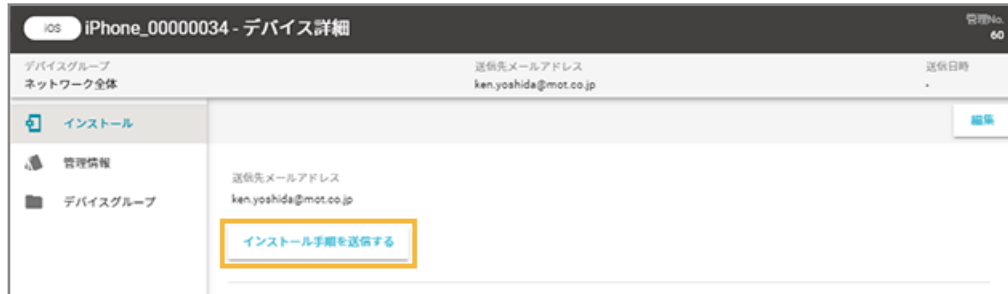 iOS iPhone_00000034 - デバイス詳細
管理No.
60
デバイスグループ
ネットワーク全体
送信先メールアドレス
ken.yoshida@mot.co.jp
送信日時
-
インストール
編集
管理情報
デバイスグループ
送信先メールアドレス
ken.yoshida@mot.co.jp
インストール手順を送信する